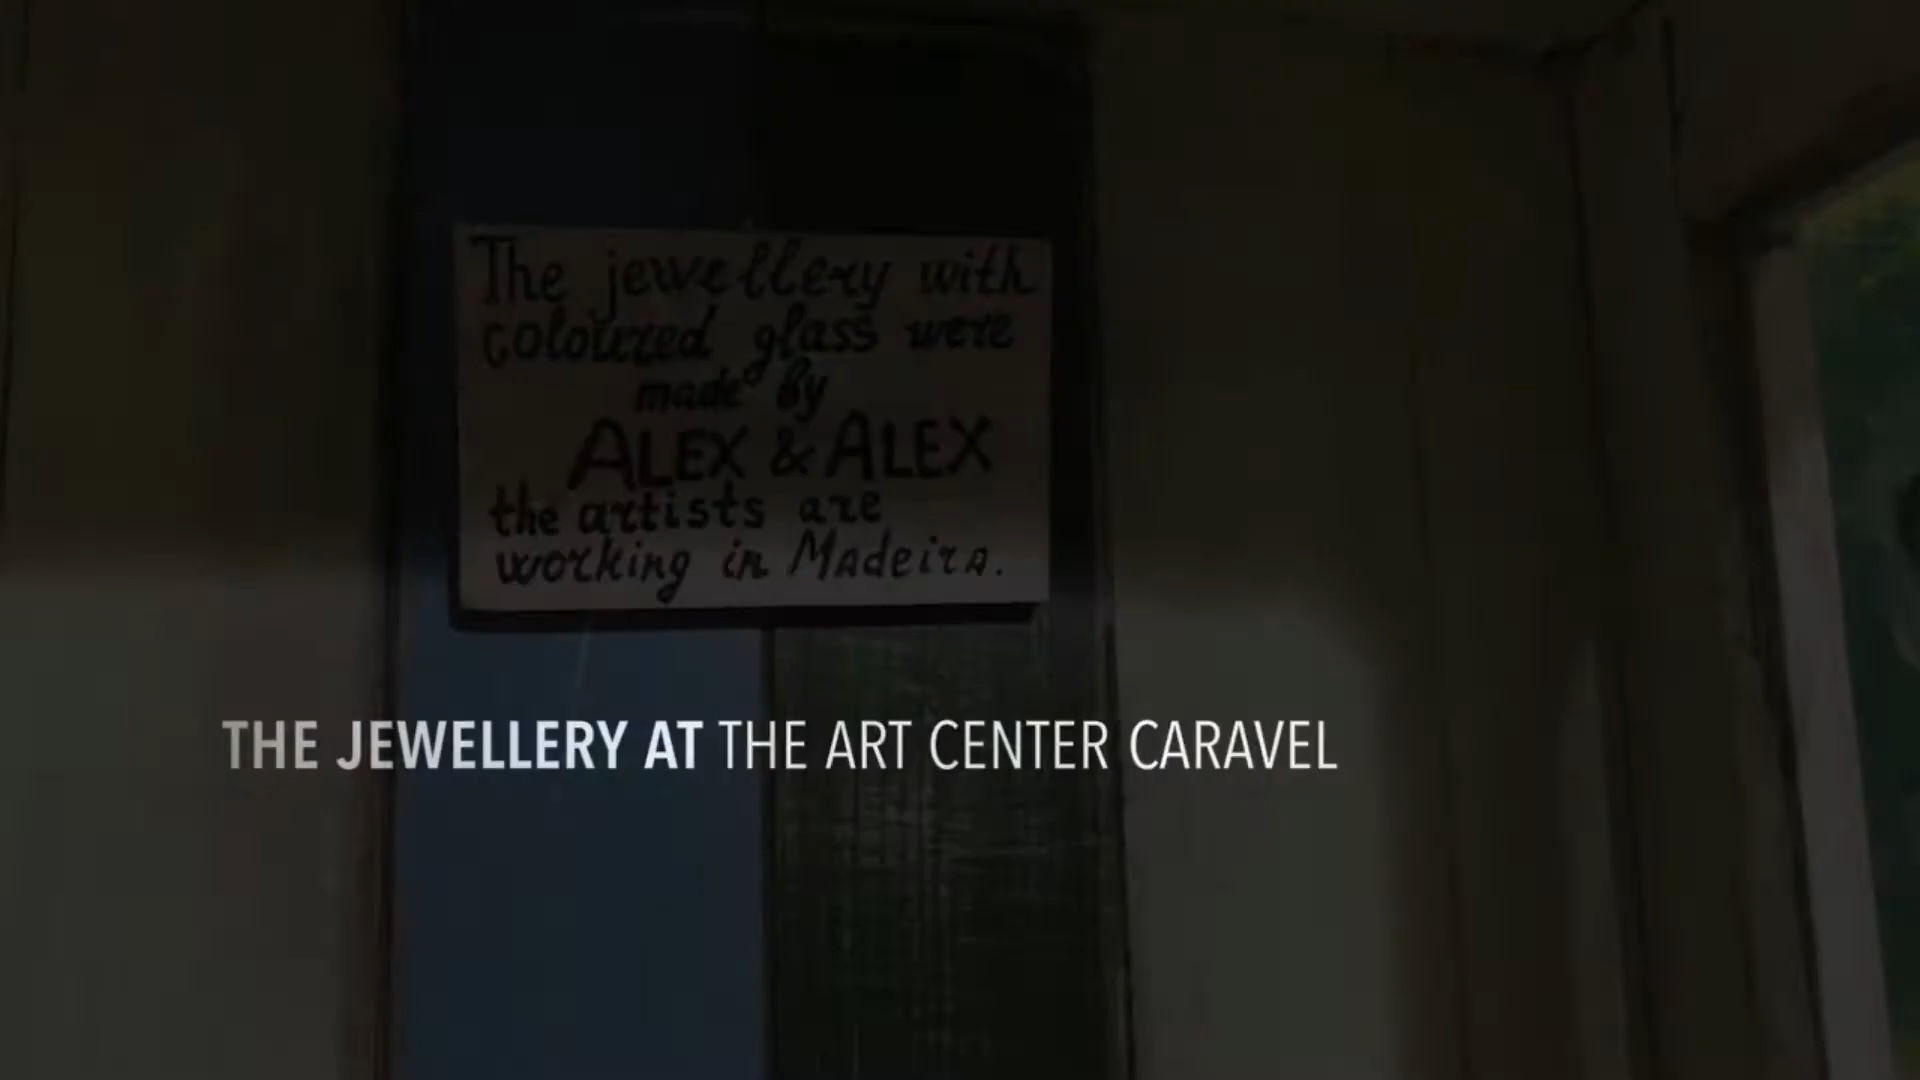 The jewellery with
coloured glass were
made by
ALEX & ALEX
the artists are
working in Madeira.
THE JEWELLERY AT THE ART CENTER CARAVEL